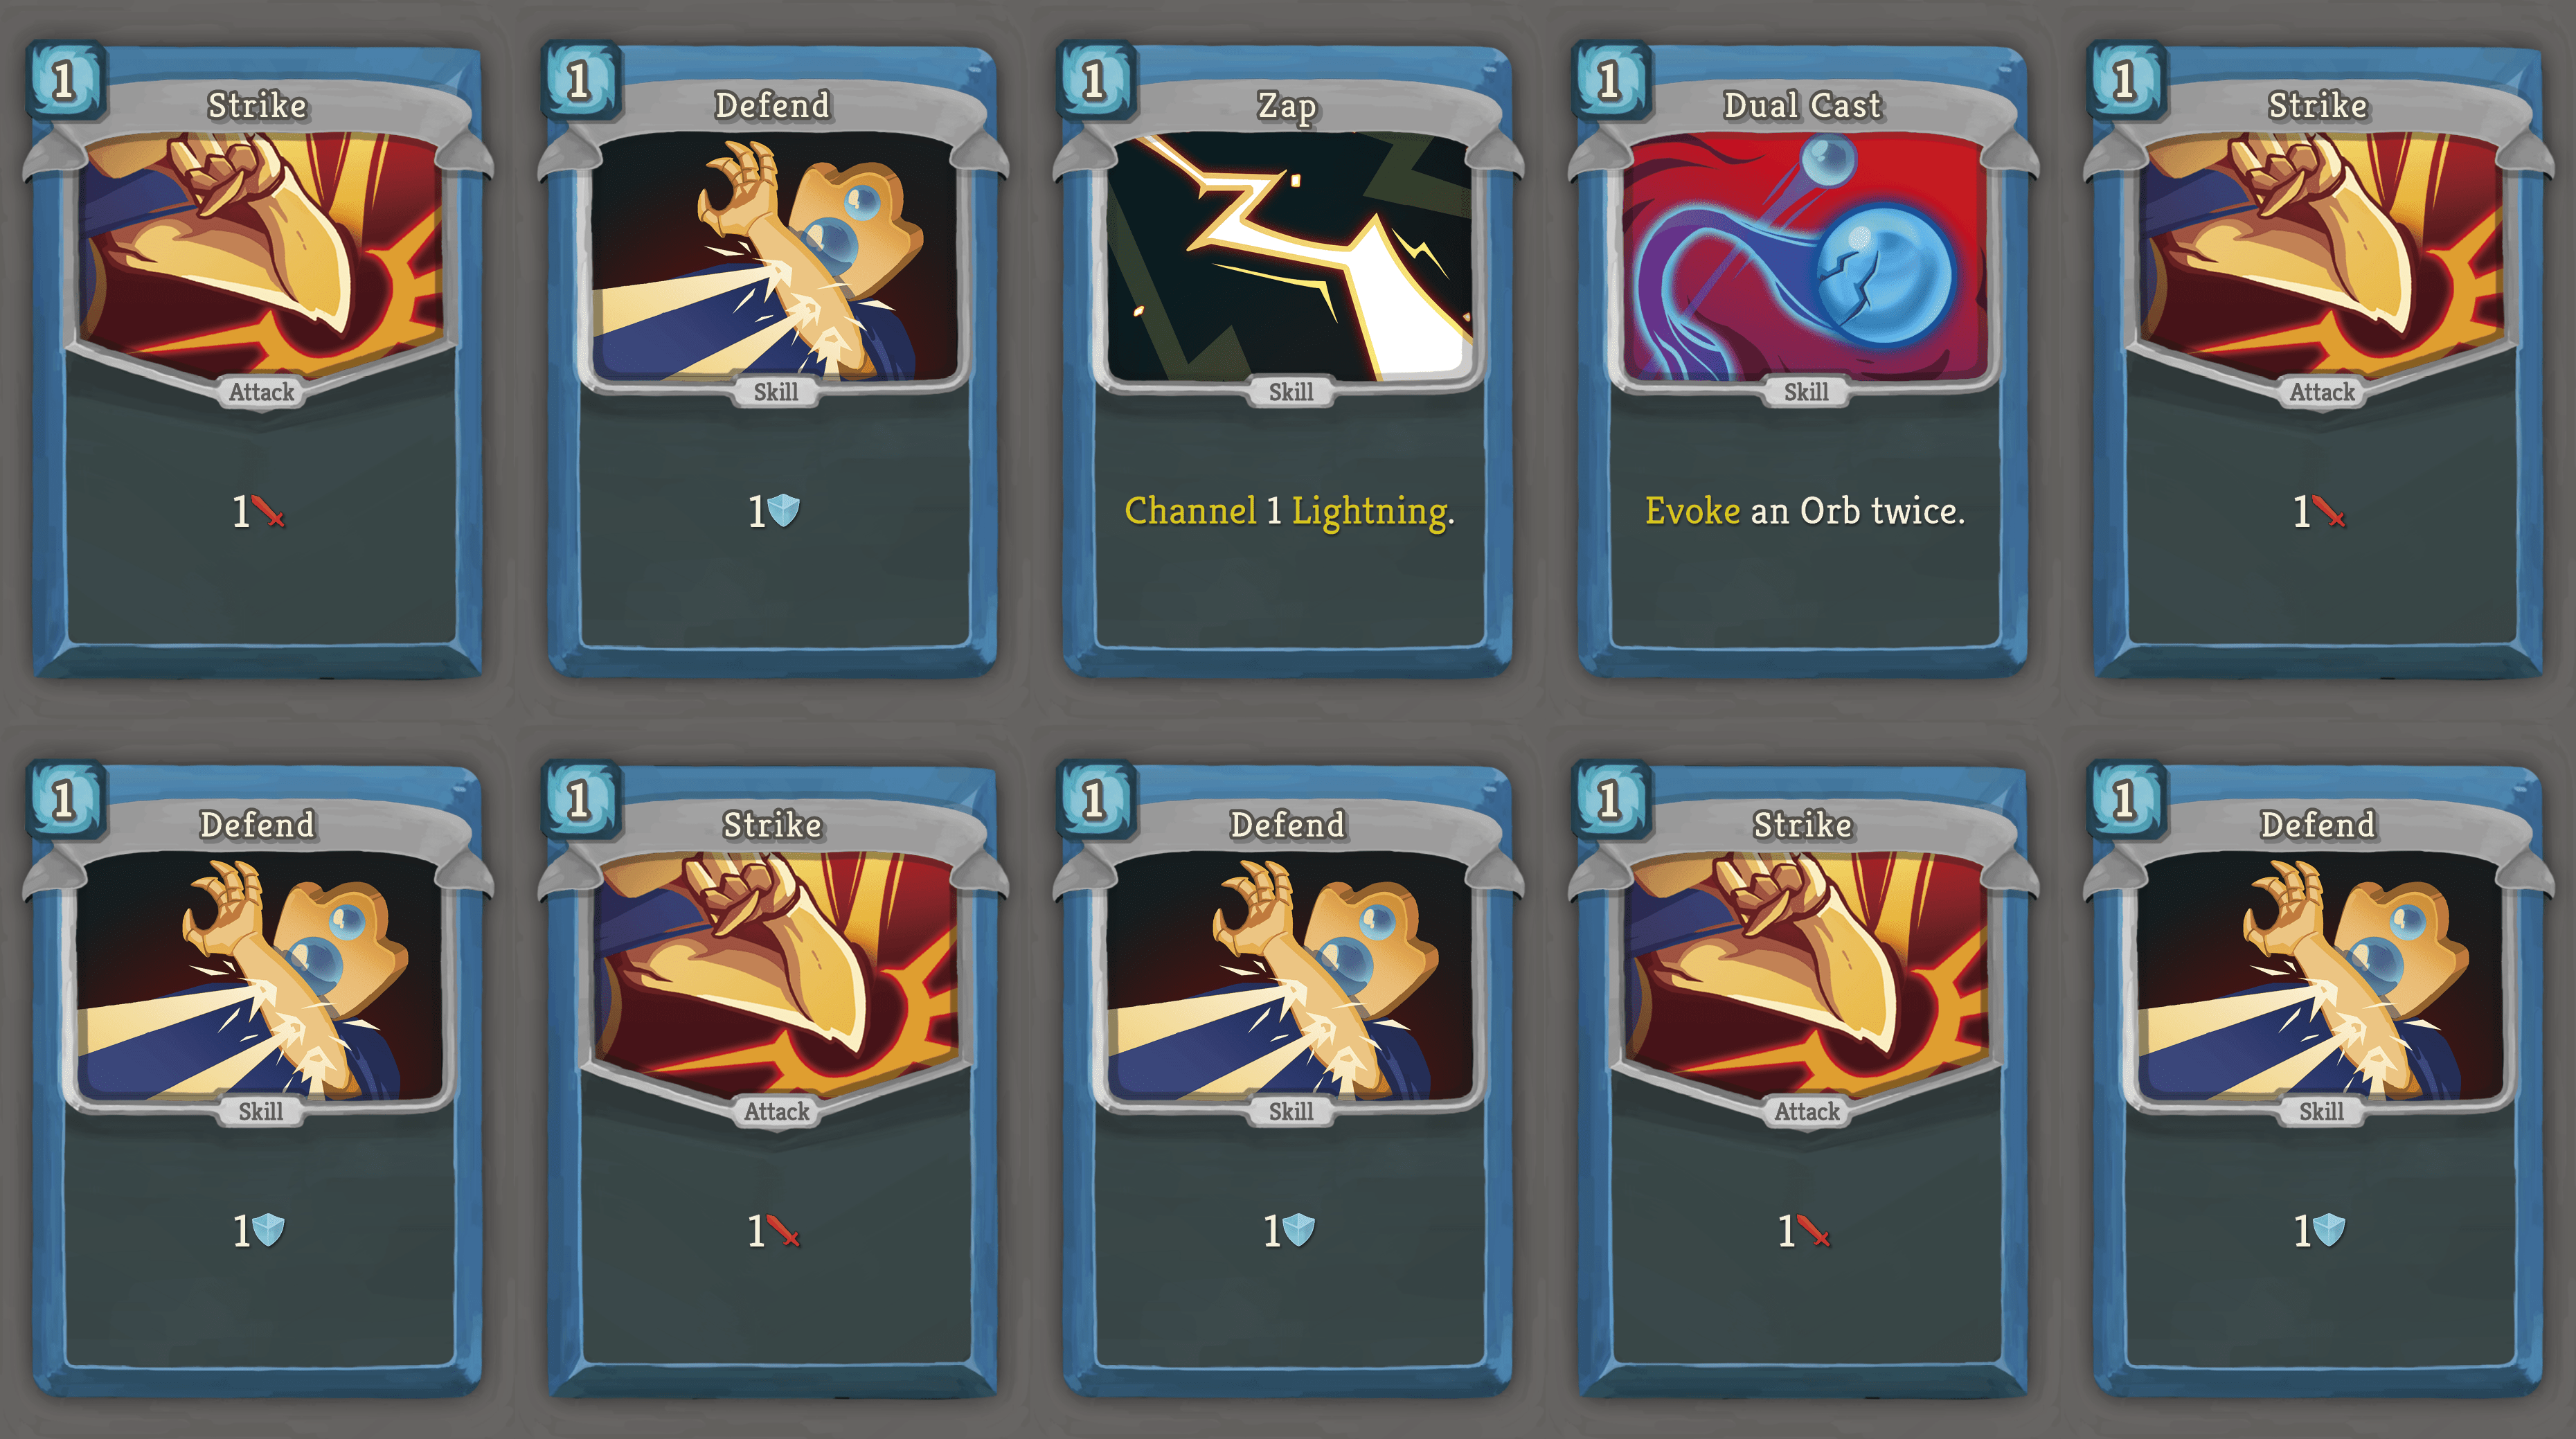 1
Strike
Attack
1
1
Defend
Skill
1
1
Zap
Skill
Channel 1 Lightning.
1
Dual Cast
Skill
Evoke an Orb twice.
1
Strike
Attack
1
1
Defend
Skill
1
1
Strike
Attack
1
1
Defend
Skill
1
1
Strike
Attack
1
1
Defend
Skill
1